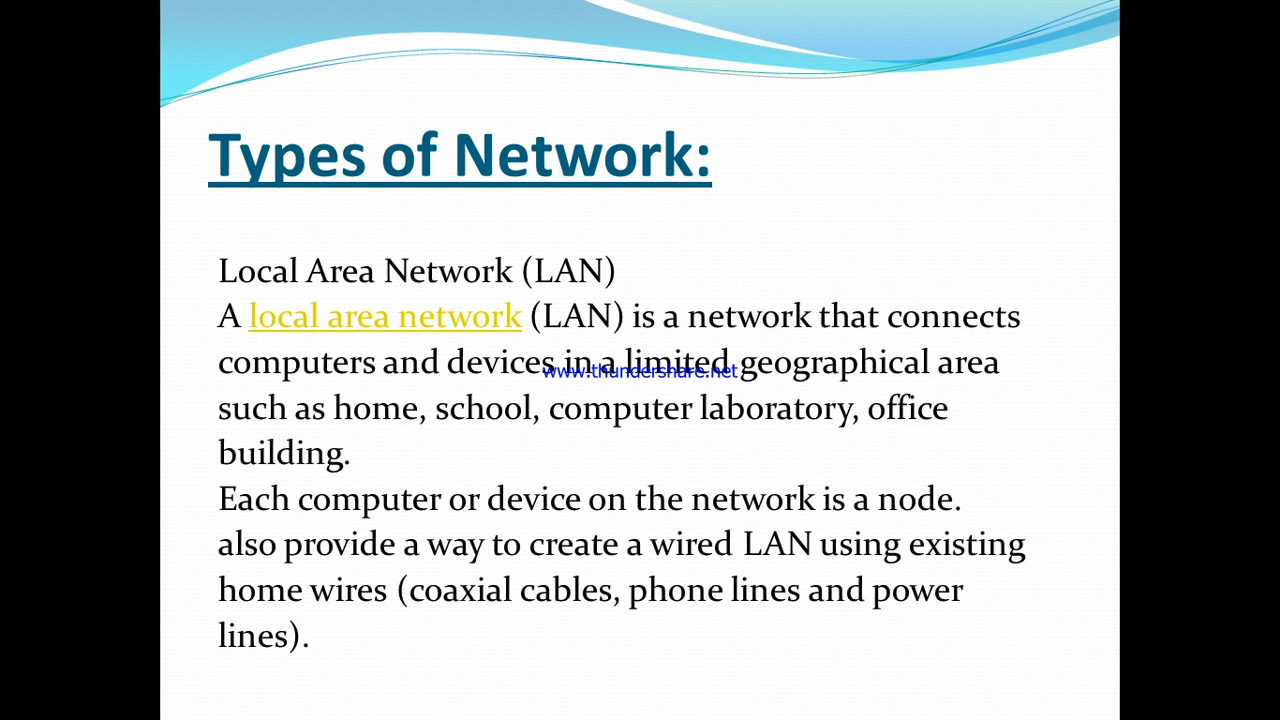 Types of Network:
Local Area Network (LAN)
A local area network (LAN) is a network that connects
computers and devices in a limited geographical area
www.thundershare.net
such as home, school, computer laboratory, office
building.
Each computer or device on the network is a node.
also provide a way to create a wired LAN using existing
home wires (coaxial cables, phone lines and power
lines).